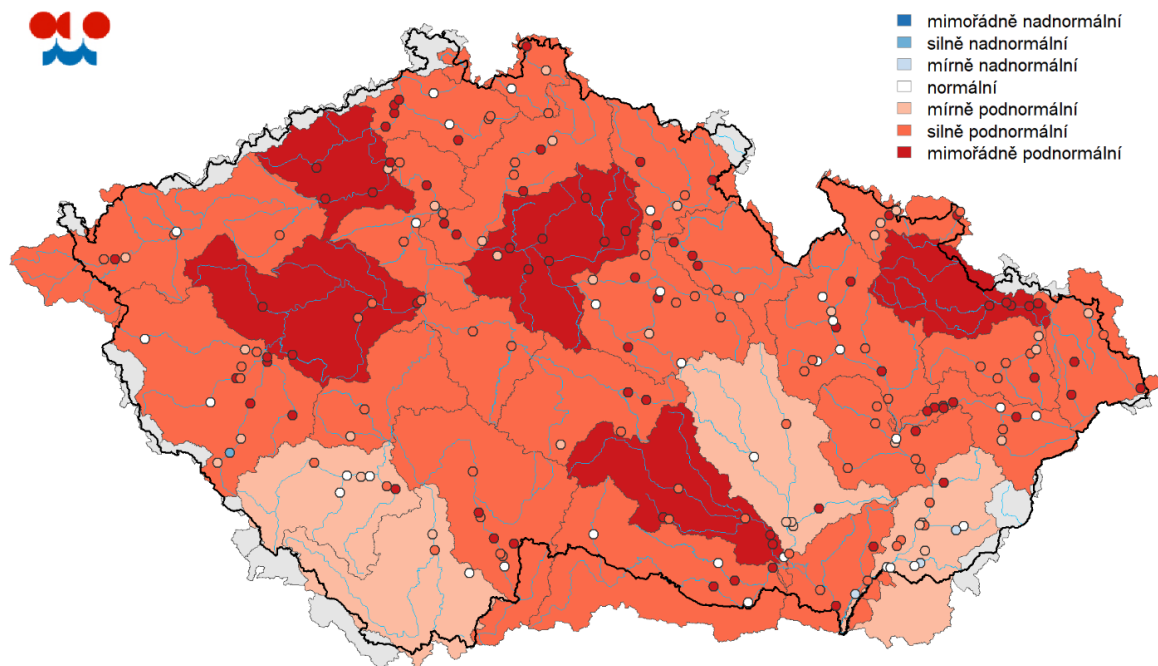 mimořádně nadnormální
silně nadnormální
mírně nadnormální
normální
mírně podnormální
silně podnormální
mimořádně podnormální